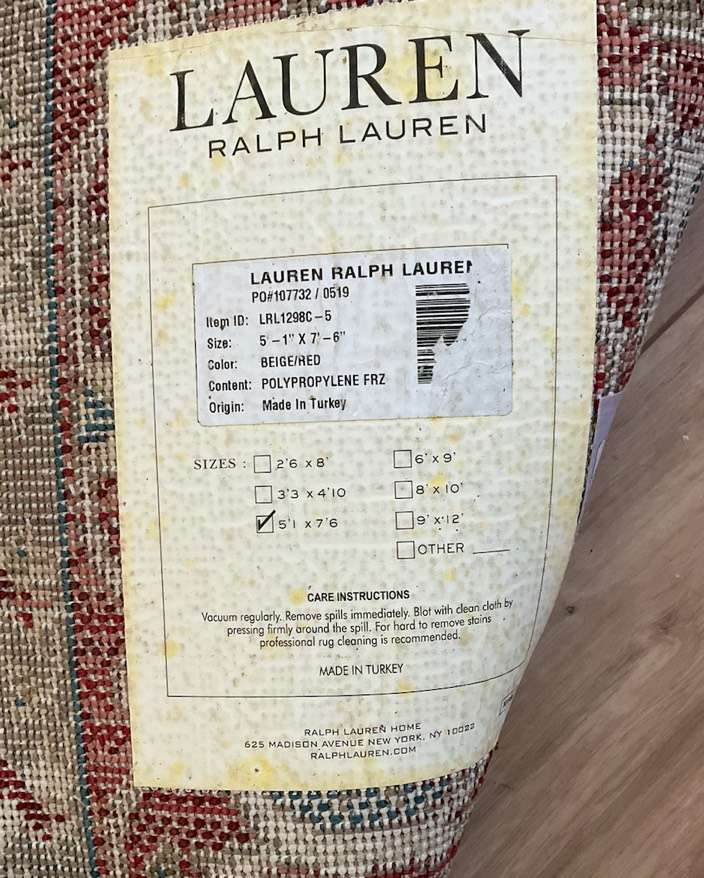 LAUREN
RALPH LAUREN
LAUREN RALPH LAUREN
PO#107732 / 0519
Item ID: LRL1298C-5
Size: 5'-1" X 7'-6"
Color: BEIGE/RED
Content: POLYPROPYLENE FRZ
Origin: Made In Turkey
SIZES : 2'6 x 8' 6' x 9'
3'3 x 4'10 8' x 10'
5'1 x 7'6 9' x 12'
OTHER ____
CARE INSTRUCTIONS
Vacuum regularly. Remove spills immediately. Blot with clean cloth by
pressing firmly around the spill. For hard to remove stains
professional rug cleaning is recommended.
MADE IN TURKEY
RALPH LAUREN HOME
625 MADISON AVENUE NEW YORK, NY 10022
RALPHLAUREN.COM